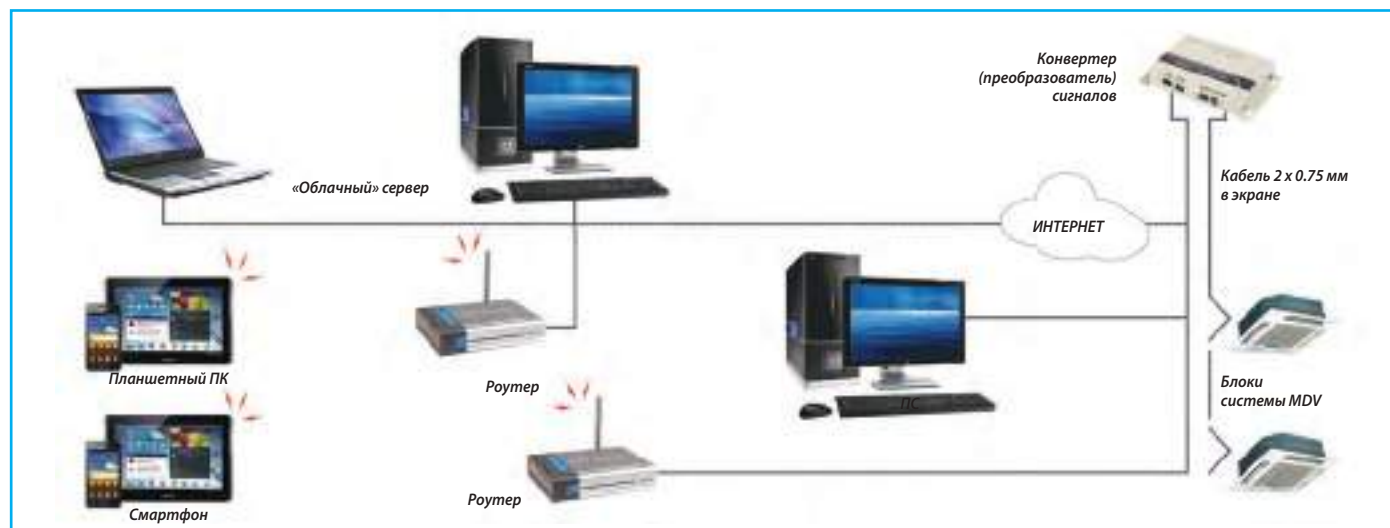 Конвертер
(преобразователь)
сигналов
«Облачный» сервер
Кабель 2 x 0.75 мм
в экране
ИНТЕРНЕТ
Планшетный ПК
Роутер
ПС
Блоки
системы MDV
Роутер
Смартфон